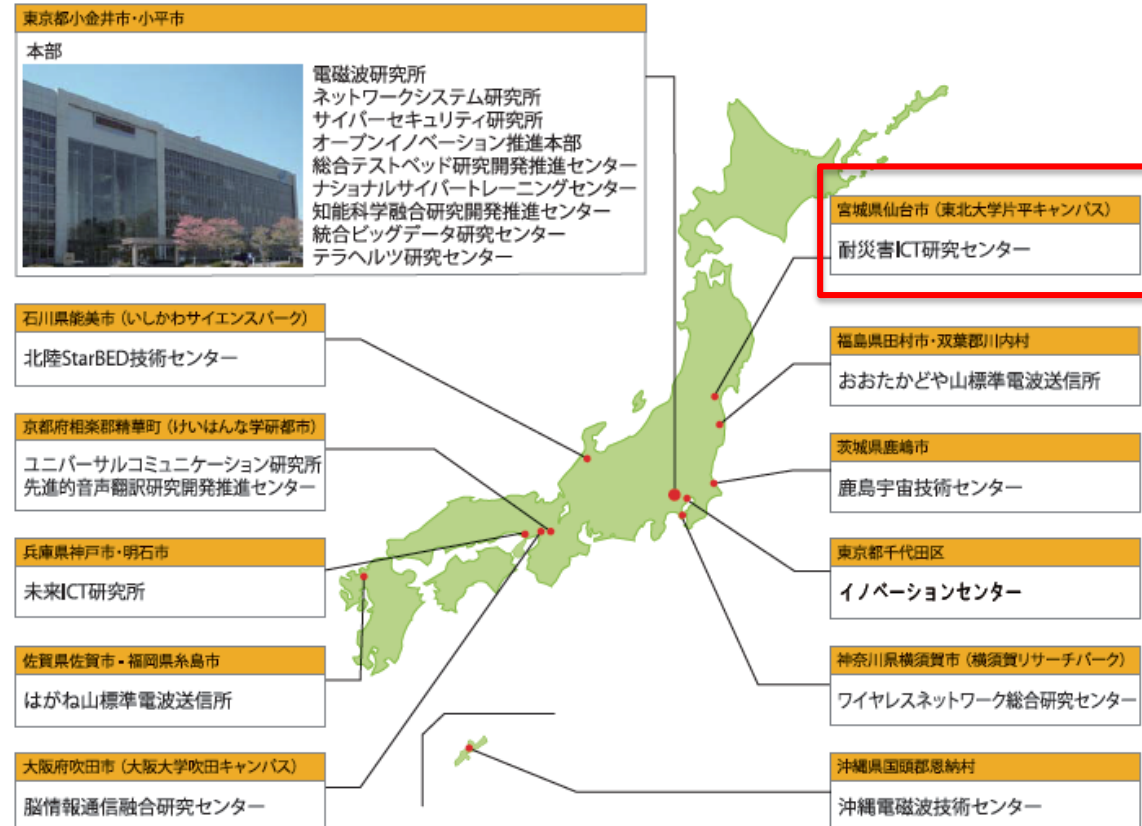 東京都小金井市・小平市
本部
電磁波研究所
ネットワークシステム研究所
サイバーセキュリティ研究所
オープンイノベーション推進本部
総合テストベッド研究開発推進センター
ナショナルサイバートレーニングセンター
知能科学融合研究開発推進センター
統合ビッグデータ研究センター
テラヘルツ研究センター
石川県能美市（いしかわサイエンスパーク）
北陸StarBED技術センター
京都府相楽郡精華町（けいはんな学研都市）
ユニバーサルコミュニケーション研究所
先進的音声翻訳研究開発推進センター
兵庫県神戸市・明石市
未来ICT研究所
佐賀県佐賀市・福岡県糸島市
はがね山標準電波送信所
大阪府吹田市（大阪大学吹田キャンパス）
脳情報通信融合研究センター
宮城県仙台市（東北大学片平キャンパス）
耐災害ICT研究センター
福島県田村市・双葉郡川内村
おおたかどや山標準電波送信所
茨城県鹿嶋市
鹿島宇宙技術センター
東京都千代田区
イノベーションセンター
神奈川県横須賀市（横須賀リサーチパーク）
ワイヤレスネットワーク総合研究センター
沖縄県国頭郡恩納村
沖縄電磁波技術センター